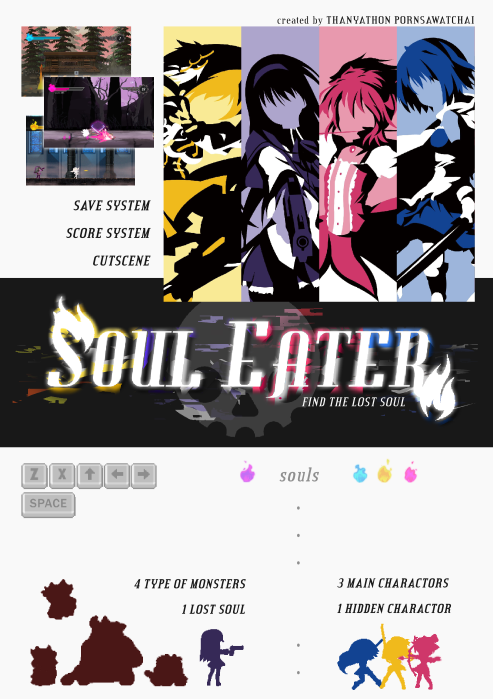 created by THANYATHON PORNSAWATCHAI
SAVE SYSTEM
SCORE SYSTEM
CUTSCENE
SOUL EATER
FIND THE LOST SOUL
Z X ↑ ← →
SPACE
souls
4 TYPE OF MONSTERS
1 LOST SOUL
3 MAIN CHARACTORS
1 HIDDEN CHARACTOR